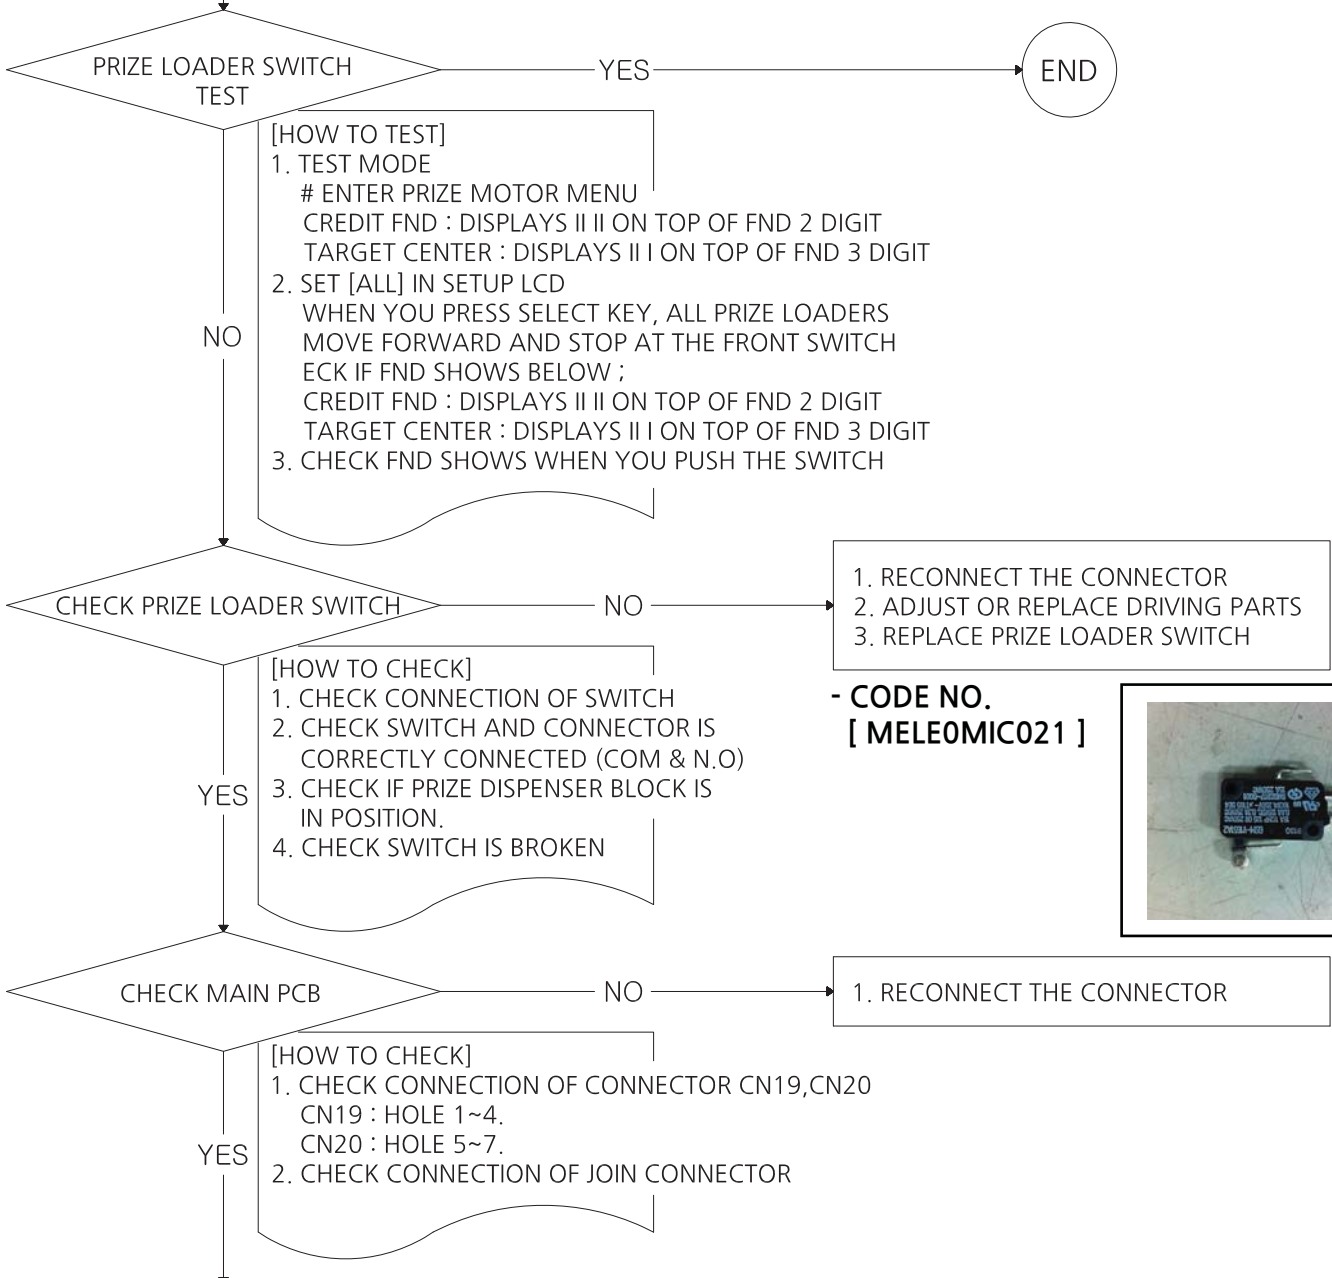 PRIZE LOADER SWITCH
TEST
YES
END
[HOW TO TEST]
1. TEST MODE
# ENTER PRIZE MOTOR MENU
CREDIT FND : DISPLAYS II II ON TOP OF FND 2 DIGIT
TARGET CENTER : DISPLAYS II I ON TOP OF FND 3 DIGIT
2. SET [ALL] IN SETUP LCD
WHEN YOU PRESS SELECT KEY, ALL PRIZE LOADERS
MOVE FORWARD AND STOP AT THE FRONT SWITCH
ECK IF FND SHOWS BELOW ;
CREDIT FND : DISPLAYS II II ON TOP OF FND 2 DIGIT
TARGET CENTER : DISPLAYS II I ON TOP OF FND 3 DIGIT
3. CHECK FND SHOWS WHEN YOU PUSH THE SWITCH
NO
CHECK PRIZE LOADER SWITCH
NO
1. RECONNECT THE CONNECTOR
2. ADJUST OR REPLACE DRIVING PARTS
3. REPLACE PRIZE LOADER SWITCH
- CODE NO.
[ MELE0MIC021 ]
[HOW TO CHECK]
1. CHECK CONNECTION OF SWITCH
2. CHECK SWITCH AND CONNECTOR IS
CORRECTLY CONNECTED (COM & N.O)
3. CHECK IF PRIZE DISPENSER BLOCK IS
IN POSITION.
4. CHECK SWITCH IS BROKEN
YES
CHECK MAIN PCB
NO
1. RECONNECT THE CONNECTOR
[HOW TO CHECK]
1. CHECK CONNECTION OF CONNECTOR CN19,CN20
CN19 : HOLE 1~4.
CN20 : HOLE 5~7.
2. CHECK CONNECTION OF JOIN CONNECTOR
YES